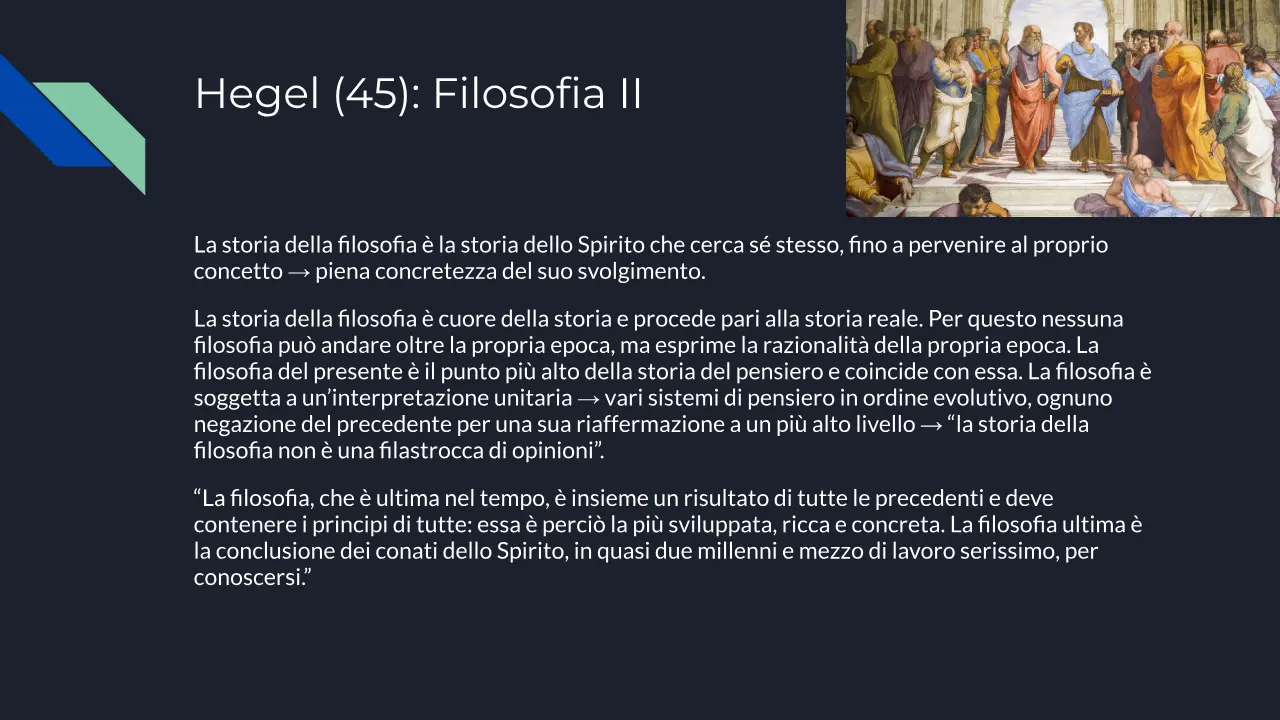 Hegel (45): Filosofia II
La storia della filosofia è la storia dello Spirito che cerca sé stesso, fino a pervenire al proprio
concetto → piena concretezza del suo svolgimento.
La storia della filosofia è cuore della storia e procede pari alla storia reale. Per questo nessuna
filosofia può andare oltre la propria epoca, ma esprime la razionalità della propria epoca. La
filosofia del presente è il punto più alto della storia del pensiero e coincide con essa. La filosofia è
soggetta a un’interpretazione unitaria → vari sistemi di pensiero in ordine evolutivo, ognuno
negazione del precedente per una sua riaffermazione a un più alto livello → “la storia della
filosofia non è una filastrocca di opinioni”.
“La filosofia, che è ultima nel tempo, è insieme un risultato di tutte le precedenti e deve
contenere i principi di tutte: essa è perciò la più sviluppata, ricca e concreta. La filosofia ultima è
la conclusione dei conati dello Spirito, in quasi due millenni e mezzo di lavoro serissimo, per
conoscersi.”